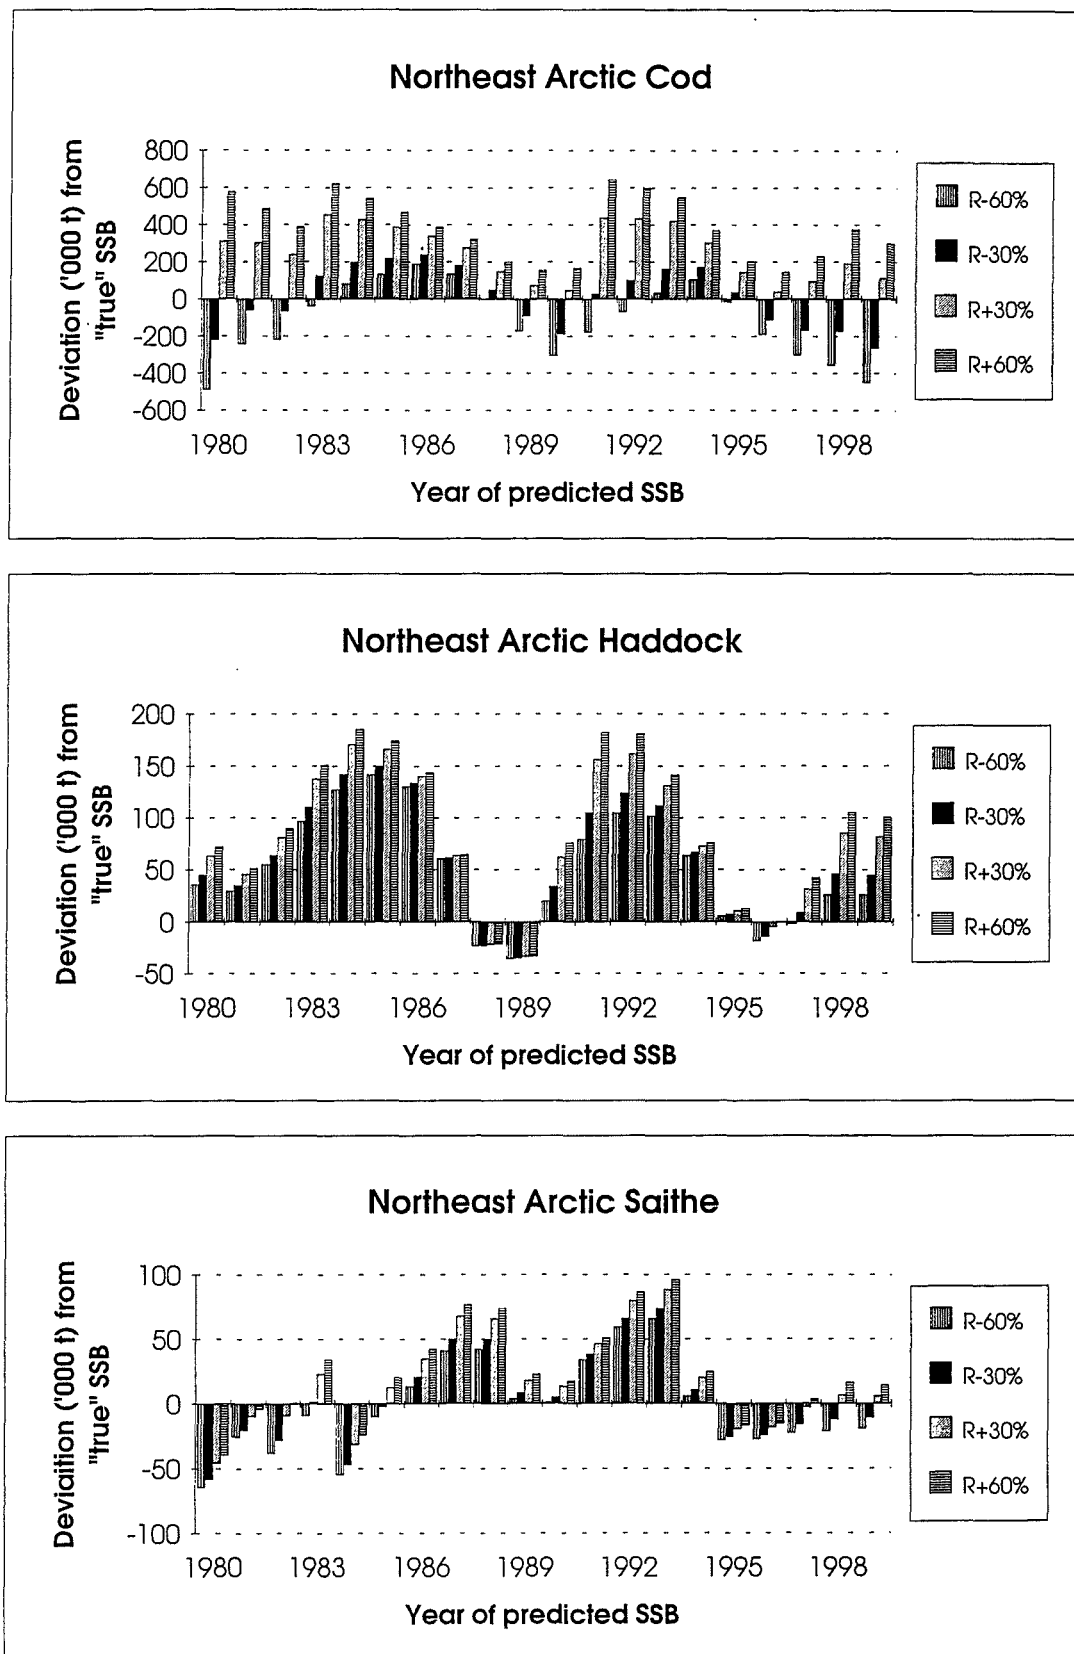 Northeast Arctic Cod
Deviation ('000 t) from
"true" SSB
800
600
400
200
0
-200
-400
-600
1980
1983
1986
1989
1992
1995
1998
Year of predicted SSB
R-60%
R-30%
R+30%
R+60%
Northeast Arctic Haddock
Deviation ('000 t) from
"true" SSB
200
150
100
50
0
-50
1980
1983
1986
1989
1992
1995
1998
Year of predicted SSB
R-60%
R-30%
R+30%
R+60%
Northeast Arctic Saithe
Deviaition ('000 t) from
"true" SSB
100
50
0
-50
-100
1980
1983
1986
1989
1992
1995
1998
Year of predicted SSB
R-60%
R-30%
R+30%
R+60%